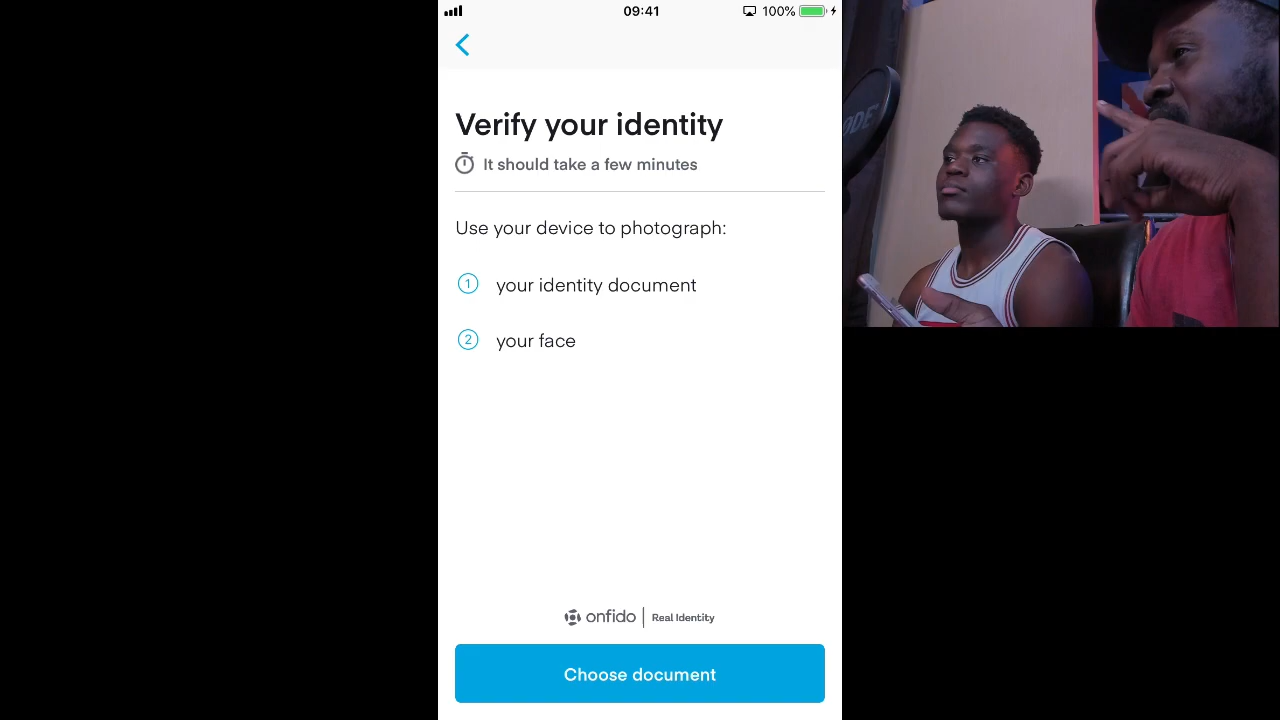 09:41
100%
Verify your identity
It should take a few minutes
Use your device to photograph:
1 your identity document
2 your face
onfido | Real Identity
Choose document
ODE